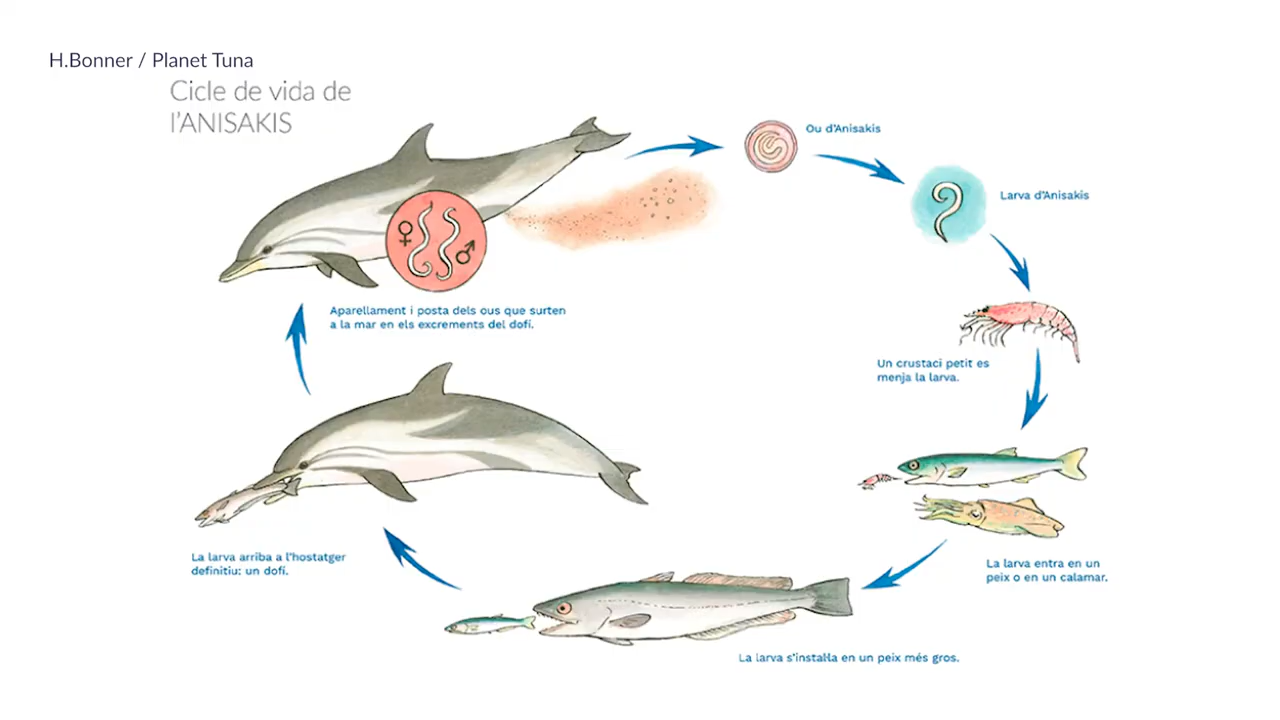 H.Bonner / Planet Tuna
Cicle de vida de
l'ANISAKIS
Ou d'Anisakis
Larva d'Anisakis
Un crustaci petit es
menja la larva.
La larva entra en un
peix o en un calamar.
La larva s'instal·la en un peix més gros.
La larva arriba a l'hostatger
definitiu: un dofí.
Aparellament i posta dels ous que surten
a la mar en els excrements del dofí.